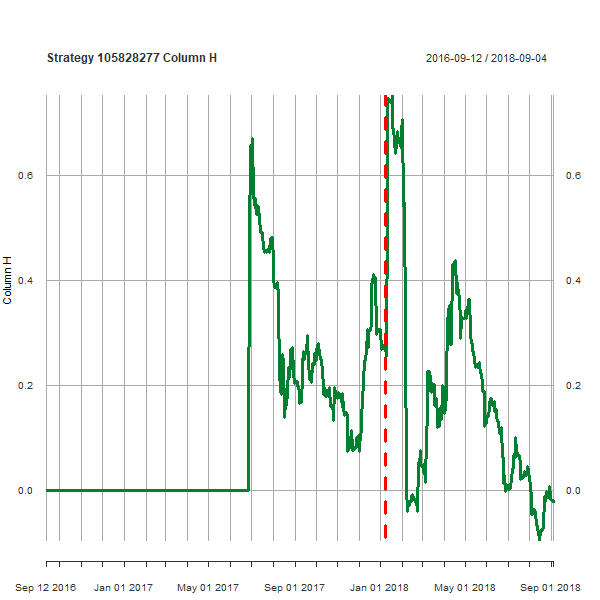 Strategy 105828277 Column H
2016-09-12 / 2018-09-04
0.6
0.6
0.4
0.4
Column H
0.2
0.2
0.0
0.0
Sep 12 2016
Jan 01 2017
May 01 2017
Sep 01 2017
Jan 01 2018
May 01 2018
Sep 01 2018